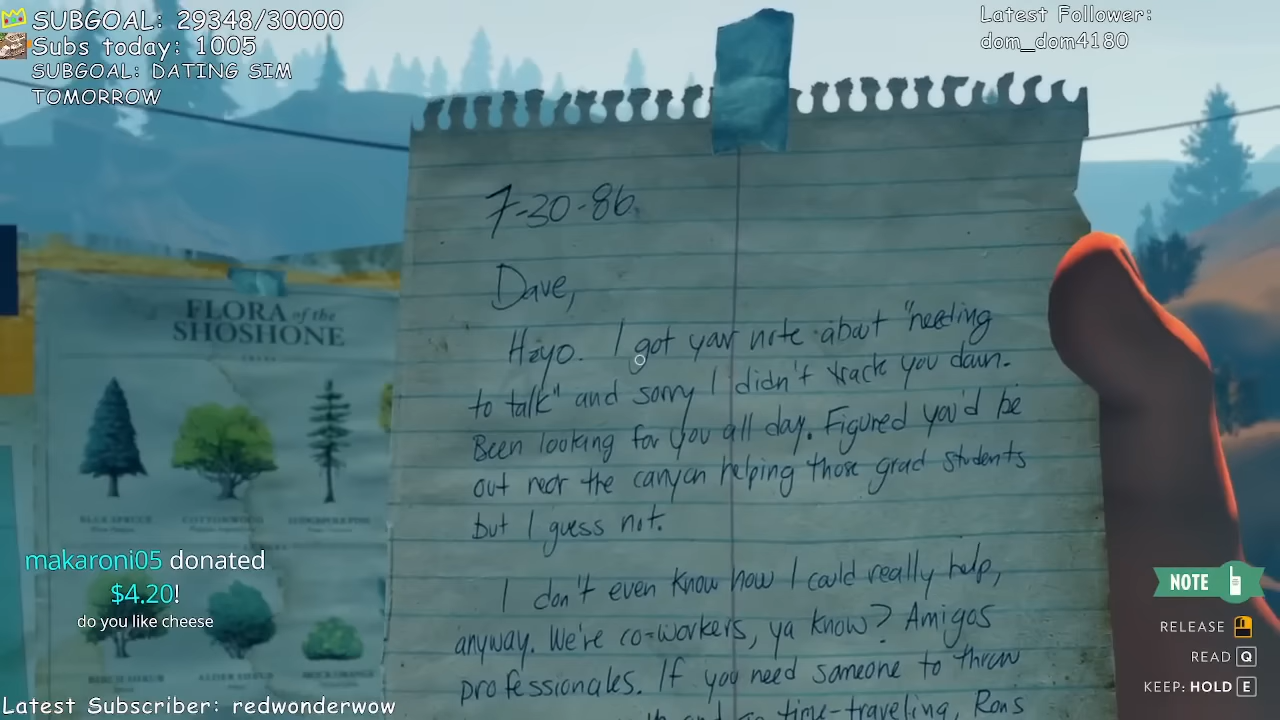 SUBGOAL: 29348/30000
Subs today: 1005
SUBGOAL: DATING SIM
TOMORROW
Latest Follower:
dom_dom4180
7-30-86
Dave,
Heyo. I got your note about "needing
to talk" and sorry I didn't track you down.
Been looking for you all day. Figured you'd be
out near the canyon helping those grad students
but I guess not.
I don't even know how I could really help,
anyway. We're co-workers, ya know? Amigos
professionales. If you need someone to throw
time-traveling, Rons
FLORA of the
SHOSHONE
makaroni05 donated
$4.20!
do you like cheese
NOTE
RELEASE
READ Q
KEEP: HOLD E
Latest Subscriber: redwonderwow